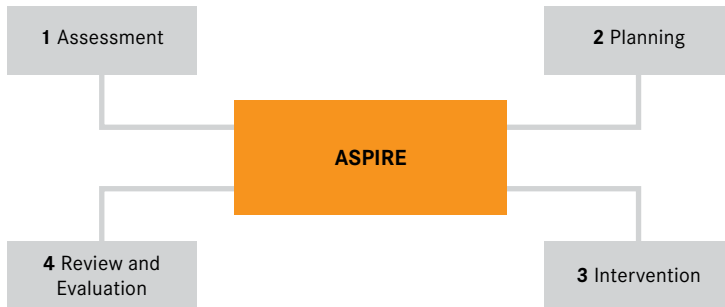 1 Assessment
2 Planning
ASPIRE
4 Review and
Evaluation
3 Intervention